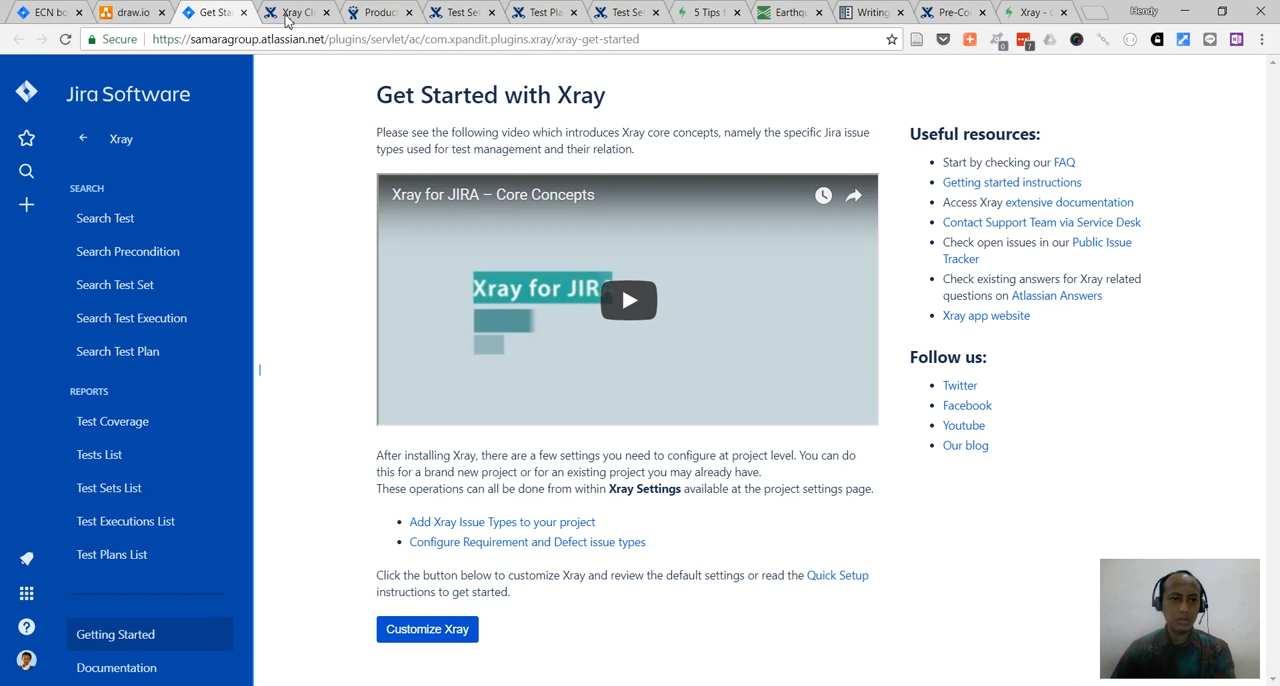 ECN bo
draw.io
Get Sta
Xray Cl
Produc
Test Se
Test Pla
Test Se
5 Tips f
Earthqu
Writing
Pre-Co
Xray - C
Hendy
Secure
https://samaragroup.atlassian.net/plugins/servlet/ac/com.xpandit.plugins.xray/xray-get-started
0
7
Jira Software
Xray
SEARCH
Search Test
Search Precondition
Search Test Set
Search Test Execution
Search Test Plan
REPORTS
Test Coverage
Tests List
Test Sets List
Test Executions List
Test Plans List
Getting Started
Documentation
Get Started with Xray
Please see the following video which introduces Xray core concepts, namely the specific Jira issue
types used for test management and their relation.
Xray for JIRA – Core Concepts
Xray for JIR
After installing Xray, there are a few settings you need to configure at project level. You can do
this for a brand new project or for an existing project you may already have.
These operations can all be done from within Xray Settings available at the project settings page.
• Add Xray Issue Types to your project
• Configure Requirement and Defect issue types
Click the button below to customize Xray and review the default settings or read the Quick Setup
instructions to get started.
Customize Xray
Useful resources:
• Start by checking our FAQ
• Getting started instructions
• Access Xray extensive documentation
• Contact Support Team via Service Desk
• Check open issues in our Public Issue
Tracker
• Check existing answers for Xray related
questions on Atlassian Answers
• Xray app website
Follow us:
• Twitter
• Facebook
• Youtube
• Our blog